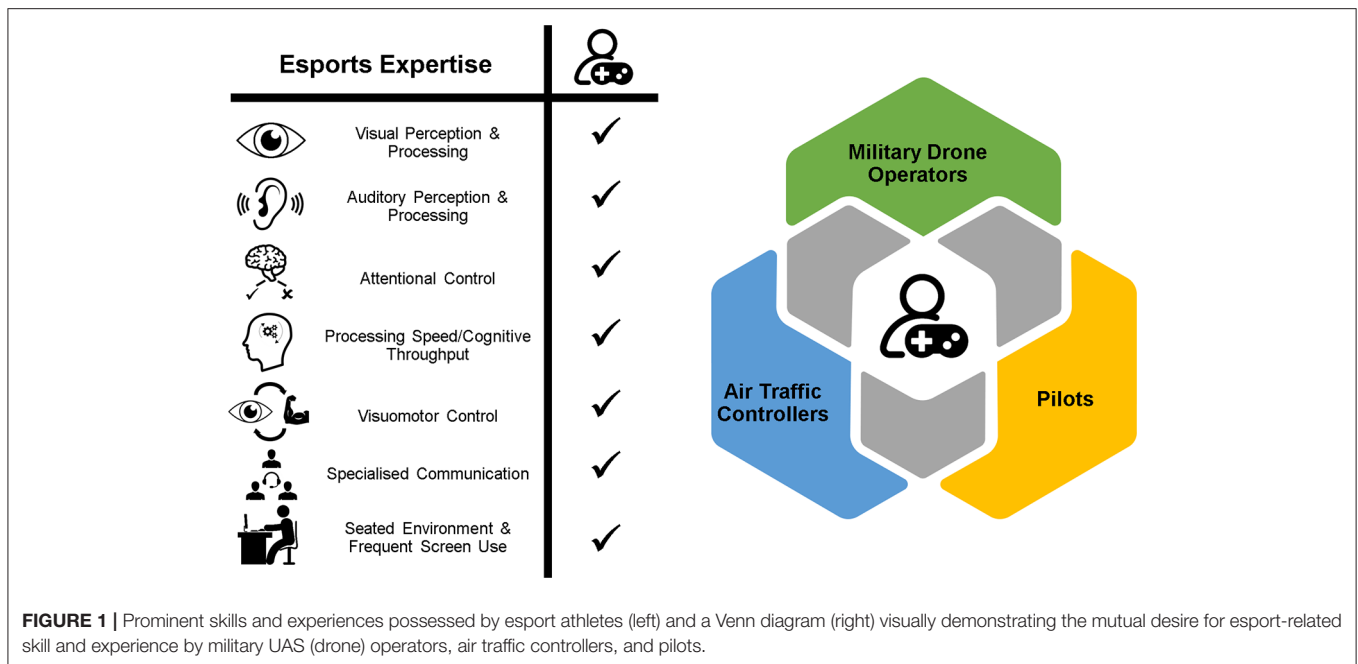 Esports Expertise
Visual Perception &
Processing
Auditory Perception &
Processing
Attentional Control
Processing Speed/Cognitive
Throughput
Visuomotor Control
Specialised Communication
Seated Environment &
Frequent Screen Use
Military Drone
Operators
Air Traffic
Controllers
Pilots
FIGURE 1 | Prominent skills and experiences possessed by esport athletes (left) and a Venn diagram (right) visually demonstrating the mutual desire for esport-related
skill and experience by military UAS (drone) operators, air traffic controllers, and pilots.